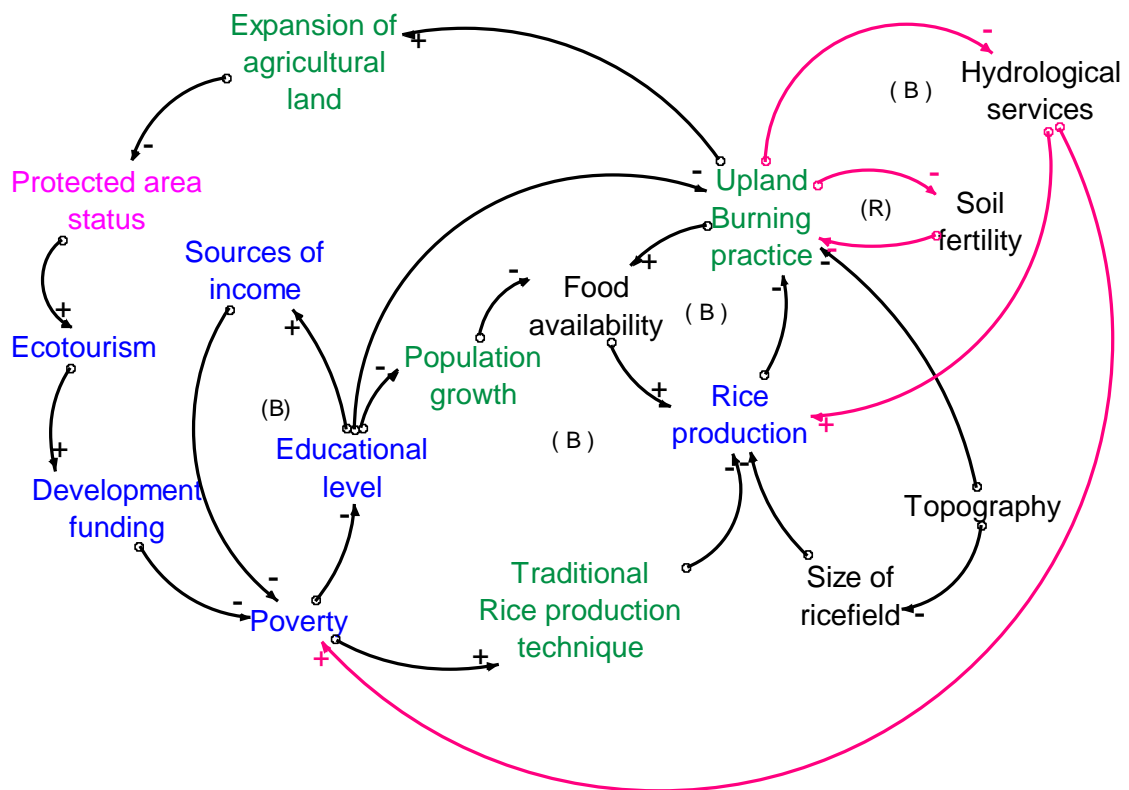 Expansion of
agricultural
land
+
-
Hydrological
services
( B )
-
Protected area
status
-
Upland
Burning
practice
-
(R)
-
-
Soil
fertility
Sources of
income
+
-
Food
availability
+
( B )
-
-
+
Ecotourism
+
-
Population
growth
+
Rice
production
+
(B)
( B )
Educational
level
+
- -
Development
funding
-
Topography
Traditional
Rice production
technique
Size of
ricefield
-
-
-
Poverty
+
+